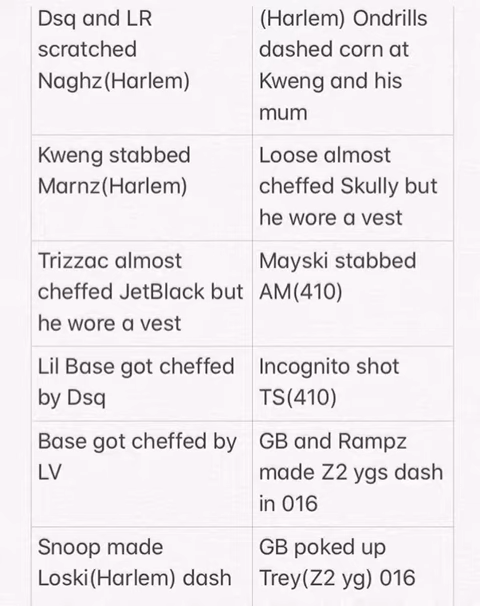 Dsq and LR
scratched
Naghz(Harlem)
(Harlem) Ondrills
dashed corn at
Kweng and his
mum
Kweng stabbed
Marnz(Harlem)
Loose almost
cheffed Skully but
he wore a vest
Trizzac almost
cheffed JetBlack but
he wore a vest
Mayski stabbed
AM(410)
Lil Base got cheffed
by Dsq
Incognito shot
TS(410)
Base got cheffed by
LV
GB and Rampz
made Z2 ygs dash
in 016
Snoop made
Loski(Harlem) dash
GB poked up
Trey(Z2 yg) 016